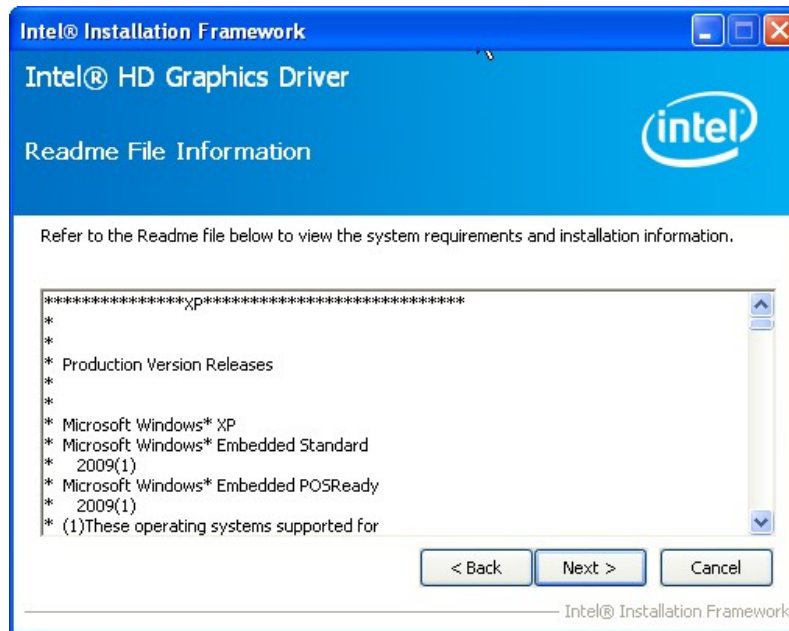 Intel® Installation Framework
Intel® HD Graphics Driver
intel
Readme File Information
Refer to the Readme file below to view the system requirements and installation information.
***************XP****************************
*
*
* Production Version Releases
*
*
* Microsoft Windows* XP
* Microsoft Windows* Embedded Standard
* 2009(1)
* Microsoft Windows* Embedded POSReady
* 2009(1)
* (1)These operating systems supported for
< Back Next > Cancel
Intel® Installation Framework